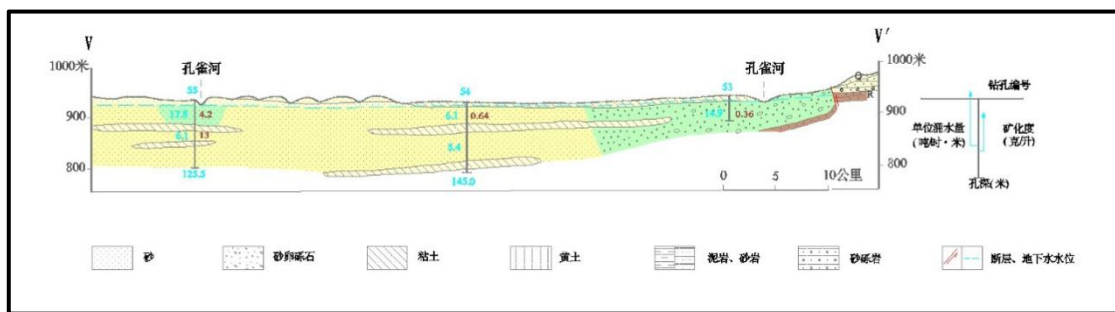 V
V′
1000米
1000米
孔雀河
孔雀河
55
54
53
17.8
4.2
6.1
0.64
14.9
0.36
900
900
6.1
13
5.4
800
800
125.5
145.0
0
5
10公里
Q
R
钻孔编号
单位涌水量
(吨时·米)
矿化度
(克/升)
孔深(米)
砂
砂卵砾石
粘土
黄土
泥岩、砂岩
砂砾岩
断层、地下水水位